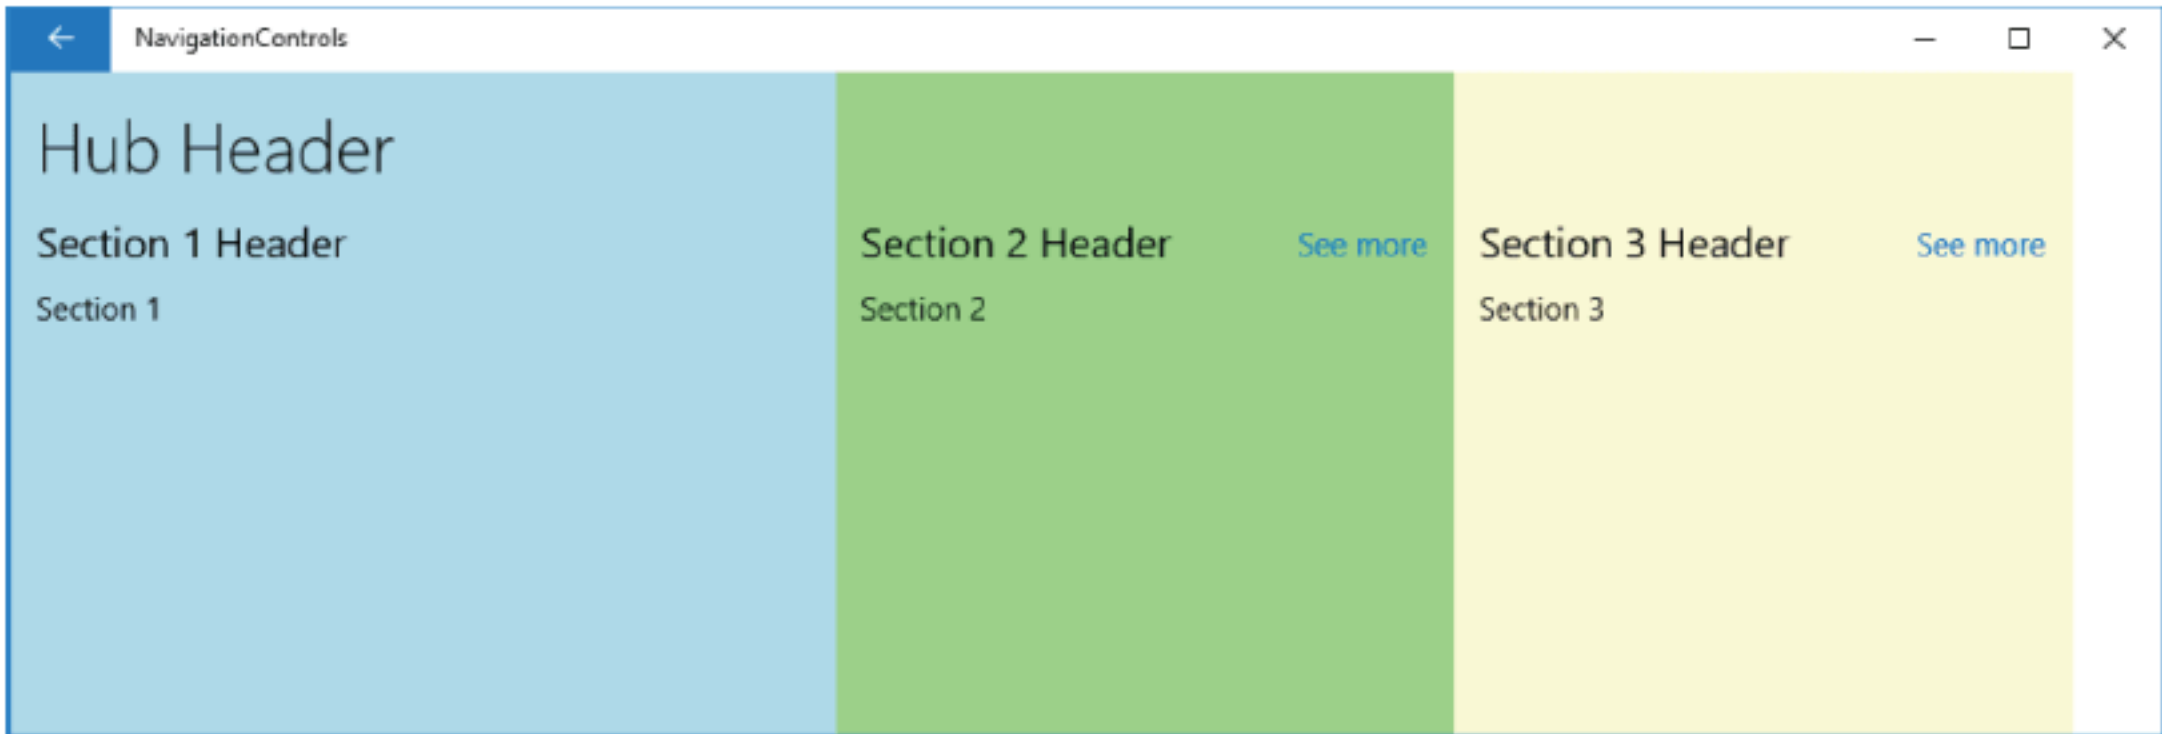 NavigationControls
Hub Header
Section 1 Header
Section 1
Section 2 Header See more
Section 2
Section 3 Header See more
Section 3